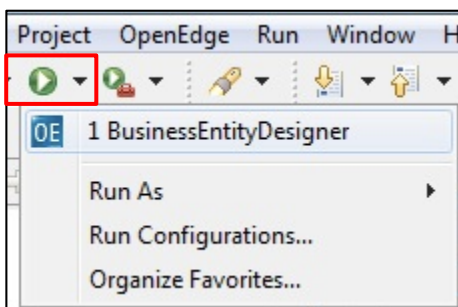 Project OpenEdge Run Window H
OE 1 BusinessEntityDesigner
Run As
Run Configurations...
Organize Favorites...